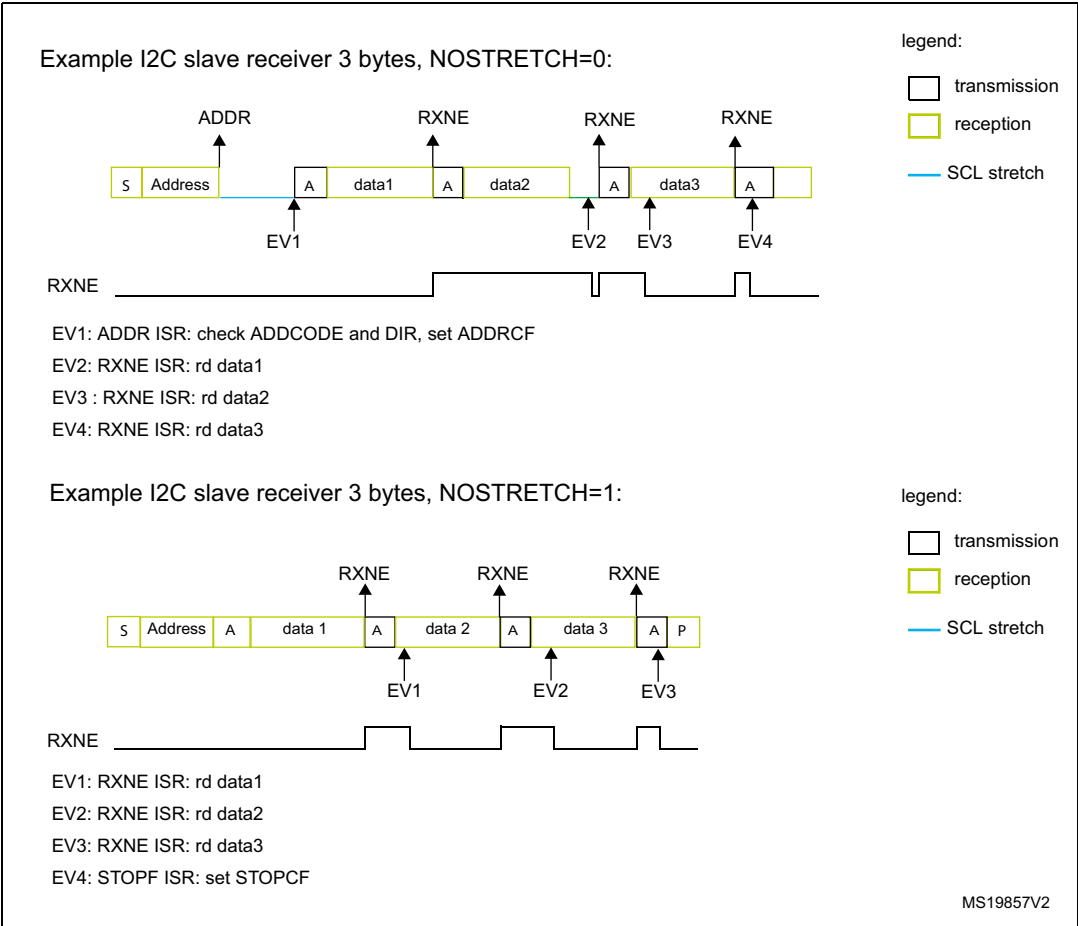 Example I2C slave receiver 3 bytes, NOSTRETCH=0:
legend:
transmission
reception
SCL stretch
ADDR RXNE RXNE RXNE
S Address A data1 A data2 A data3 A
EV1 EV2 EV3 EV4
RXNE
EV1: ADDR ISR: check ADDCODE and DIR, set ADDRCF
EV2: RXNE ISR: rd data1
EV3 : RXNE ISR: rd data2
EV4: RXNE ISR: rd data3
Example I2C slave receiver 3 bytes, NOSTRETCH=1:
legend:
transmission
reception
SCL stretch
RXNE RXNE RXNE
S Address A data 1 A data 2 A data 3 A P
EV1 EV2 EV3
RXNE
EV1: RXNE ISR: rd data1
EV2: RXNE ISR: rd data2
EV3: RXNE ISR: rd data3
EV4: STOPF ISR: set STOPCF
MS19857V2